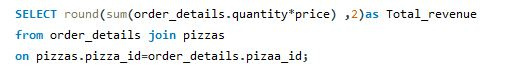 SELECT round(sum(order_details.quantity*price) ,2)as Total_revenue
from order_details join pizzas
on pizzas.pizza_id=order_details.pizaa_id;